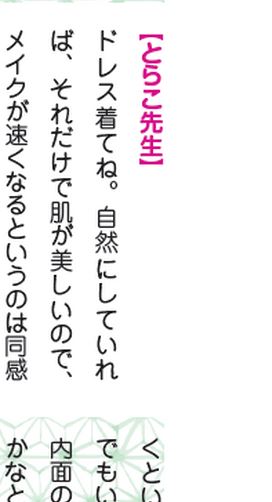 【とらこ先生】
ドレス着てね。自然にしていれ
ば、それだけで肌が美しいので、
メイクが速くなるというのは同感
くとい
でもい
内面の
かなと